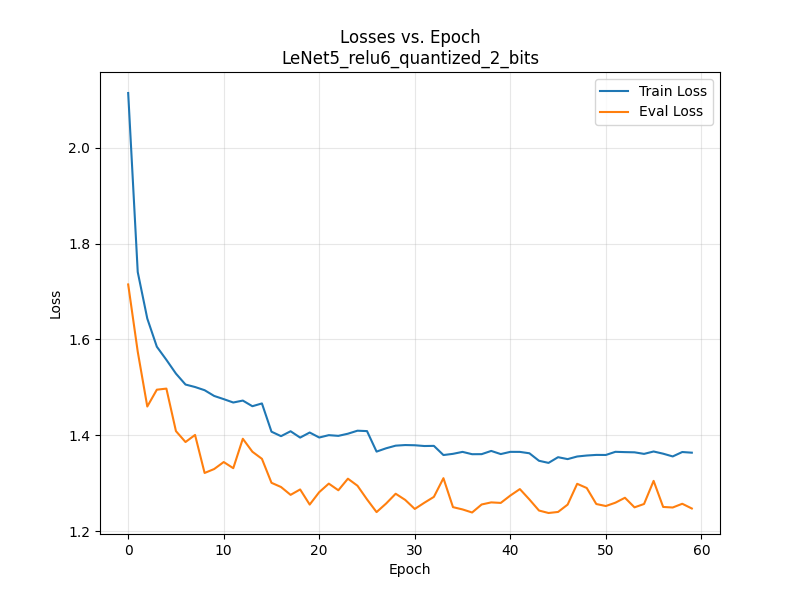 Losses vs. Epoch
LeNet5_relu6_quantized_2_bits
Train Loss
Eval Loss
2.0
1.8
1.6
1.4
1.2
Loss
0
10
20
30
40
50
60
Epoch